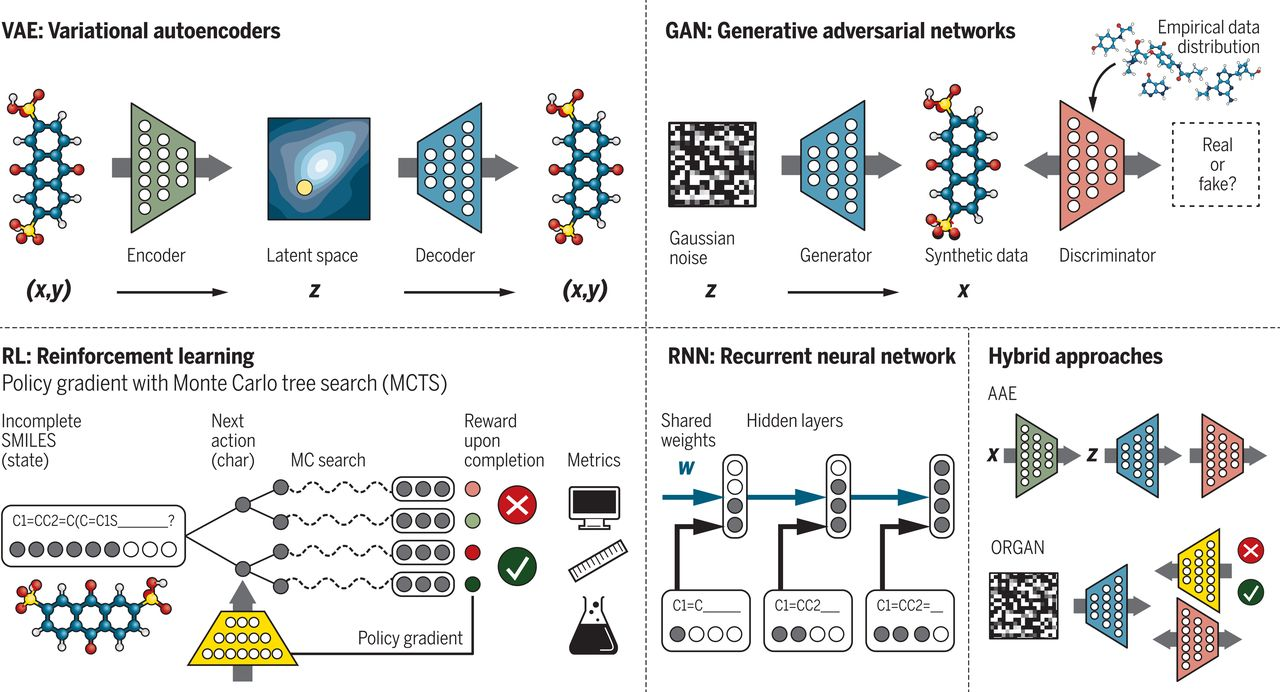 VAE: Variational autoencoders
Encoder
Latent space
Decoder
(x,y)
z
(x,y)
GAN: Generative adversarial networks
Empirical data
distribution
Real
or
fake?
Gaussian
noise
Generator
Synthetic data
Discriminator
z
x
RL: Reinforcement learning
Policy gradient with Monte Carlo tree search (MCTS)
Incomplete
SMILES
(state)
Next
action
(char)
MC search
Reward
upon
completion
Metrics
C1=CC2=C(C=C1S______?
Policy gradient
RNN: Recurrent neural network
Shared
weights
Hidden layers
w
C1=C_____
C1=CC2___
C1=CC2=__
Hybrid approaches
AAE
x
z
ORGAN